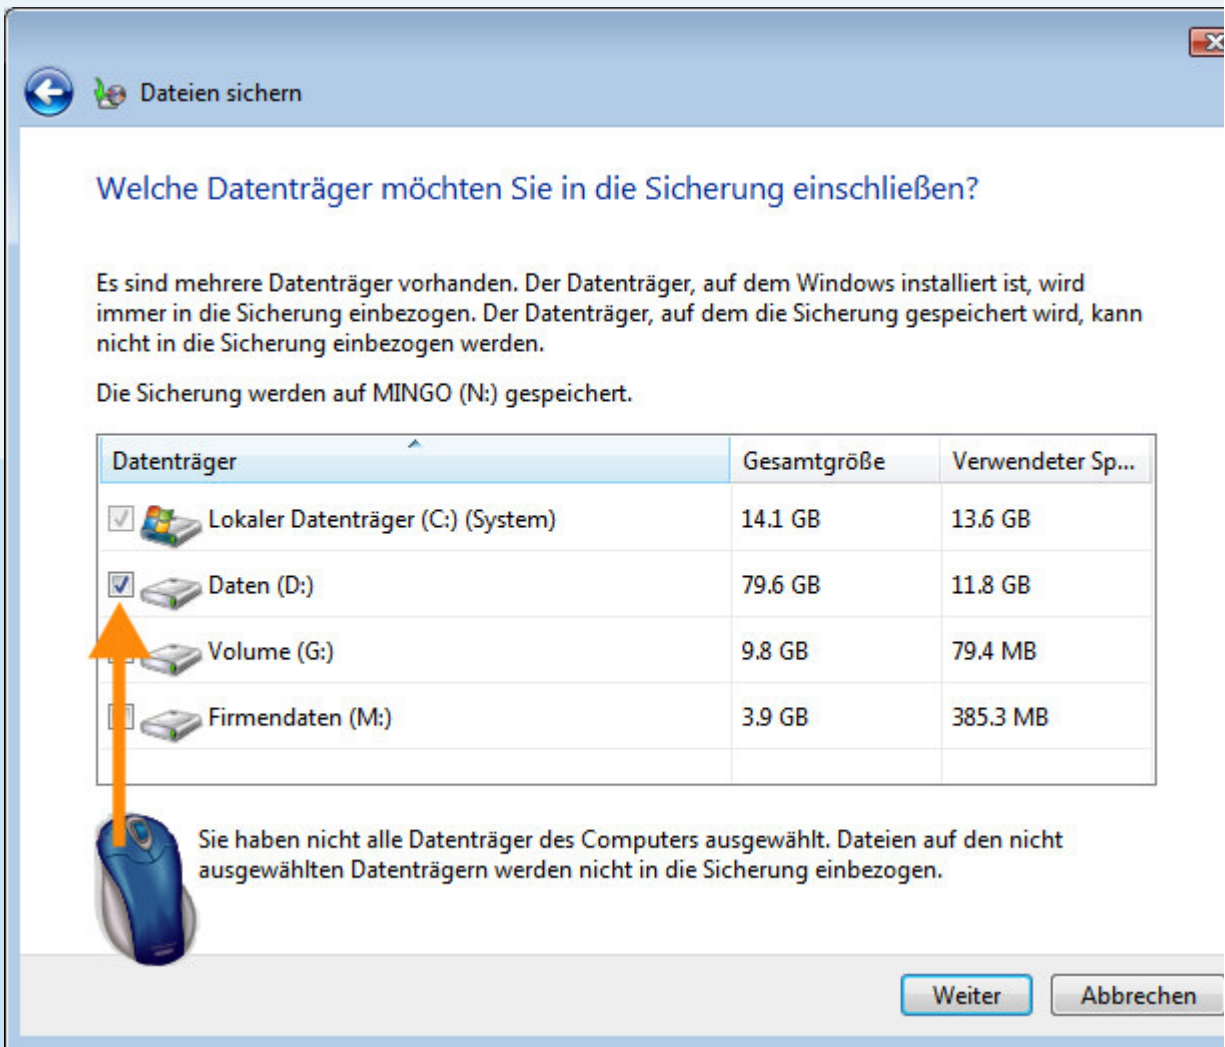 Dateien sichern
Welche Datenträger möchten Sie in die Sicherung einschließen?
Es sind mehrere Datenträger vorhanden. Der Datenträger, auf dem Windows installiert ist, wird
immer in die Sicherung einbezogen. Der Datenträger, auf dem die Sicherung gespeichert wird, kann
nicht in die Sicherung einbezogen werden.
Die Sicherung werden auf MINGO (N:) gespeichert.
Datenträger Gesamtgröße Verwendeter Sp...
Lokaler Datenträger (C:) (System) 14.1 GB 13.6 GB
Daten (D:) 79.6 GB 11.8 GB
Volume (G:) 9.8 GB 79.4 MB
Firmendaten (M:) 3.9 GB 385.3 MB
Sie haben nicht alle Datenträger des Computers ausgewählt. Dateien auf den nicht
ausgewählten Datenträgern werden nicht in die Sicherung einbezogen.
Weiter Abbrechen